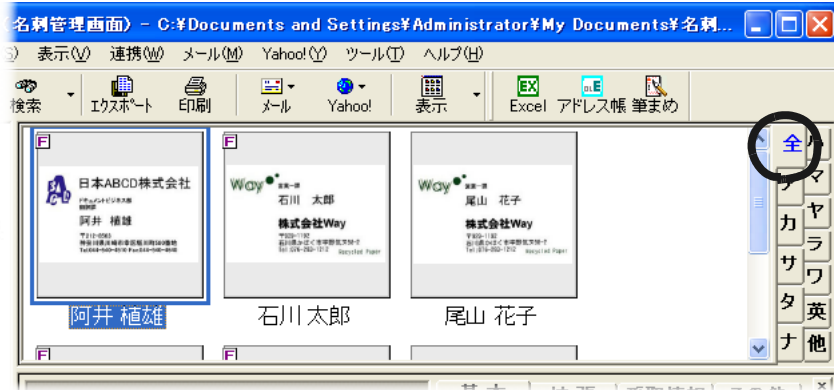 名刺管理画面〉 - C:¥Documents and Settings¥Administrator¥My Documents¥名刺...
表示(V) 連携(W) メール(M) Yahoo!(Y) ツール(T) ヘルプ(H)
検索 エクスポート 印刷 メール Yahoo! 表示 Excel アドレス帳 筆まめ
F
日本ABCD株式会社
阿井 植雄
阿井 植雄
F
Way
石川 太郎
株式会社Way
Recycled Paper
石川 太郎
Way
尾山 花子
株式会社Way
Recycled Paper
尾山 花子
F
F
全
ア
カ
サ
タ
ナ
マ
ヤ
ラ
ワ
英
他